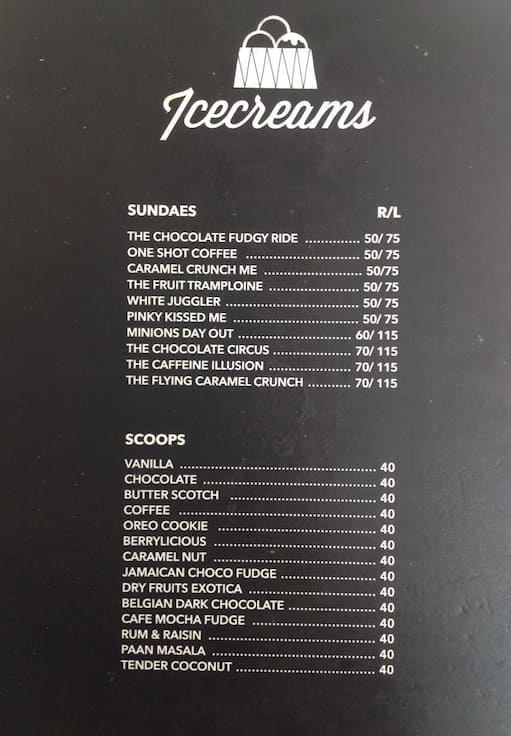 Icecreams
SUNDAES R/L
THE CHOCOLATE FUDGY RIDE ............. 50/ 75
ONE SHOT COFFEE ............................. 50/ 75
CARAMEL CRUNCH ME ........................ 50/75
THE FRUIT TRAMPLOINE ...................... 50/ 75
WHITE JUGGLER ................................ 50/ 75
PINKY KISSED ME .............................. 50/ 75
MINIONS DAY OUT ............................ 60/ 115
THE CHOCOLATE CIRCUS .................... 70/ 115
THE CAFFEINE ILLUSION ..................... 70/ 115
THE FLYING CARAMEL CRUNCH .......... 70/ 115
SCOOPS
VANILLA ................................................ 40
CHOCOLATE .......................................... 40
BUTTER SCOTCH .................................... 40
COFFEE ................................................ 40
OREO COOKIE ....................................... 40
BERRYLICIOUS ....................................... 40
CARAMEL NUT ....................................... 40
JAMAICAN CHOCO FUDGE ...................... 40
DRY FRUITS EXOTICA .............................. 40
BELGIAN DARK CHOCOLATE .................... 40
CAFE MOCHA FUDGE .............................. 40
RUM & RAISIN ....................................... 40
PAAN MASALA ....................................... 40
TENDER COCONUT ................................ 40